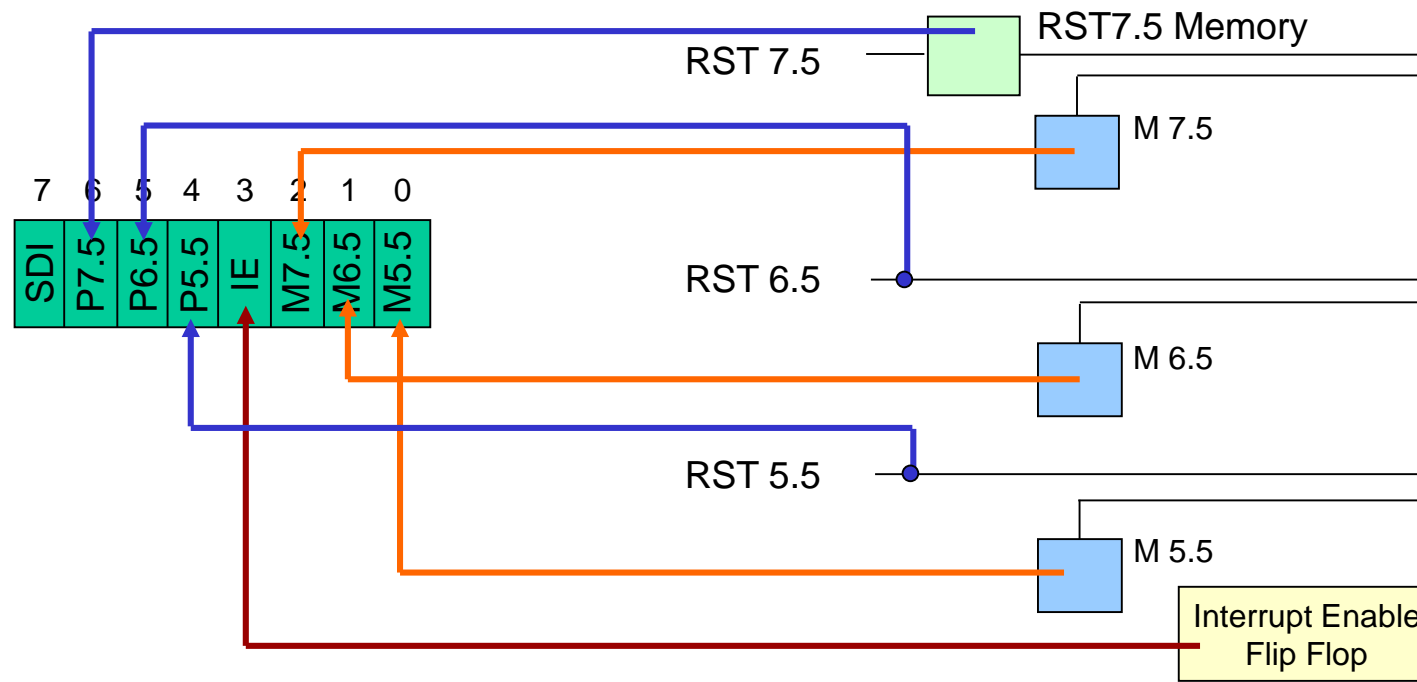 RST7.5 Memory
RST 7.5
M 7.5
7 6 5 4 3 2 1 0
SDI P7.5 P6.5 P5.5 IE M7.5 M6.5 M5.5
RST 6.5
M 6.5
RST 5.5
M 5.5
Interrupt Enable
Flip Flop